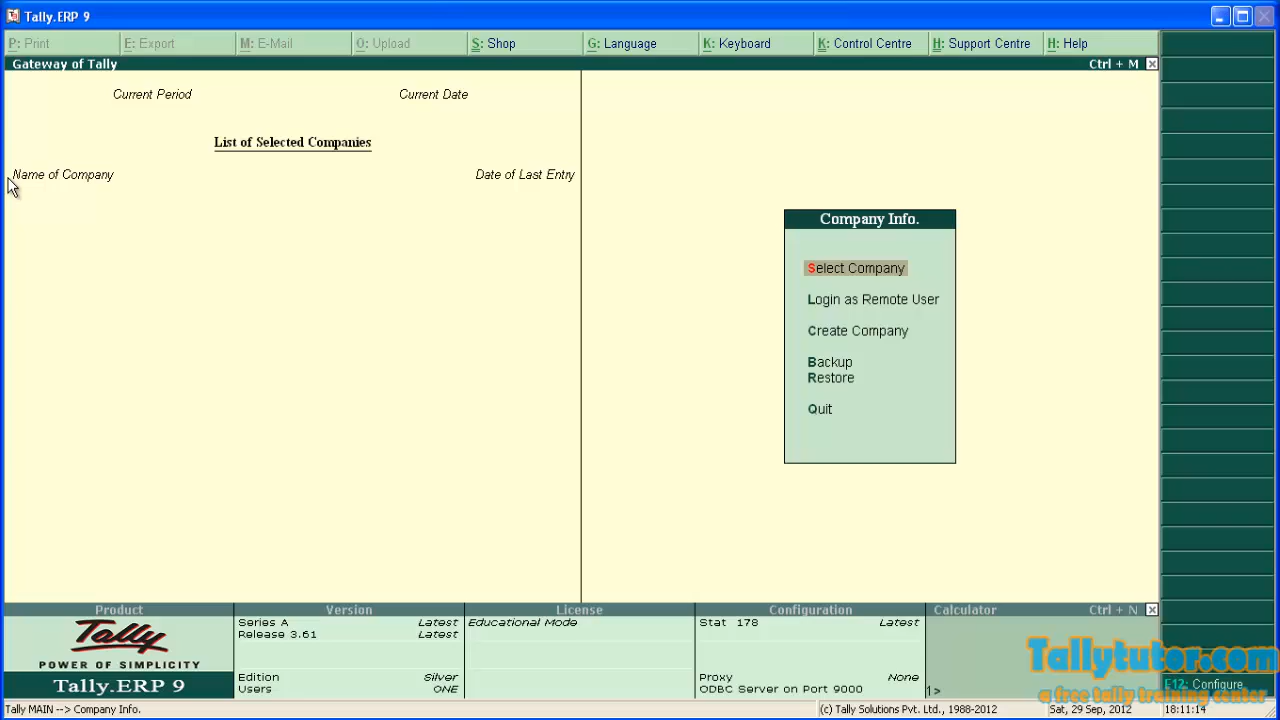 Tally.ERP 9
P: Print E: Export M: E-Mail O: Upload S: Shop G: Language K: Keyboard K: Control Centre H: Support Centre H: Help
Gateway of Tally Ctrl + M
Current Period Current Date
List of Selected Companies
Name of Company Date of Last Entry
Company Info.
Select Company
Login as Remote User
Create Company
Backup
Restore
Quit
Product Version License Configuration Calculator Ctrl + N
Tally
POWER OF SIMPLICITY
Tally.ERP 9
Series A Latest
Release 3.61 Latest
Edition Silver
Users ONE
Educational Mode
Stat 178 Latest
Proxy None
ODBC Server on Port 9000
1>
Tallytutor.com
a free tally training center
E12: Configure
Tally MAIN --> Company Info. (c) Tally Solutions Pvt. Ltd., 1988-2012 Sat, 29 Sep, 2012 18:11:14